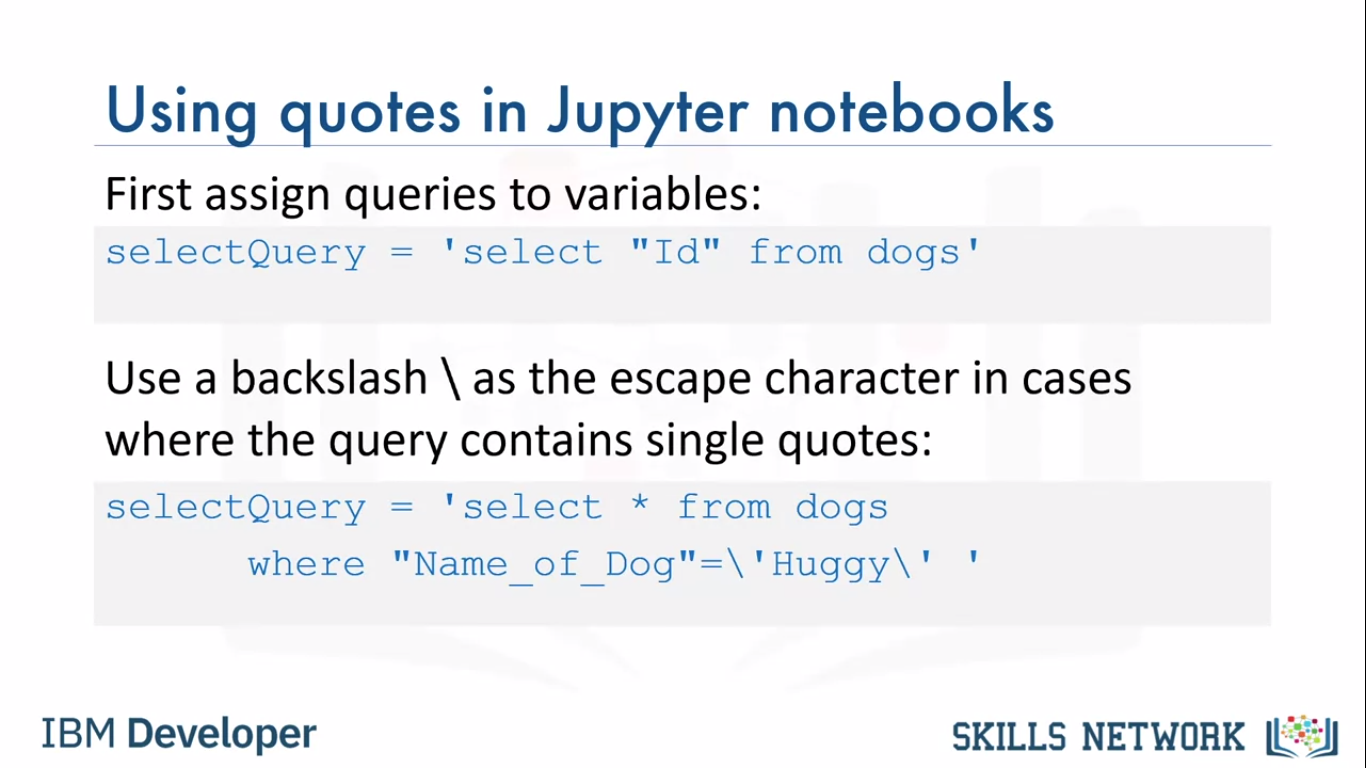 Using quotes in Jupyter notebooks
First assign queries to variables:
selectQuery = 'select "Id" from dogs'
Use a backslash \ as the escape character in cases
where the query contains single quotes:
selectQuery = 'select * from dogs
where "Name_of_Dog"=\'Huggy\' '
IBM Developer
SKILLS NETWORK